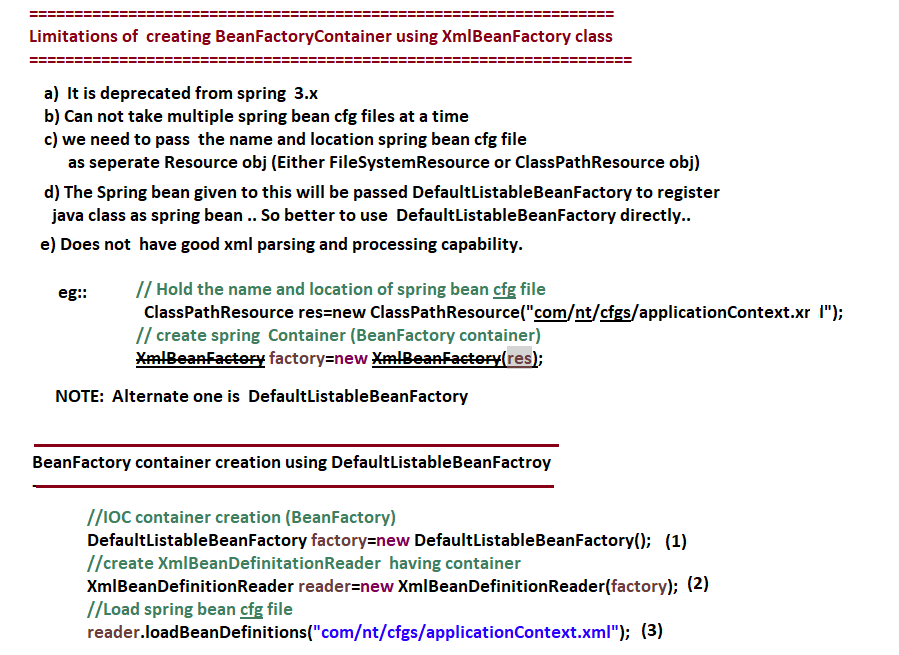 ==================================================================
Limitations of  creating BeanFactoryContainer using XmlBeanFactory class
====================================================================
a)  It is deprecated from spring  3.x
b) Can not take multiple spring bean cfg files at a time
c) we need to pass  the name and location spring bean cfg file
as seperate Resource obj (Either FileSystemResource or ClassPathResource obj)
d) The Spring bean given to this will be passed DefaultListableBeanFactory to register
java class as spring bean .. So better to use  DefaultListableBeanFactory directly..
e) Does not  have good xml parsing and processing capability.
eg:: // Hold the name and location of spring bean cfg file
ClassPathResource res=new ClassPathResource("com/nt/cfgs/applicationContext.xr l");
// create spring  Container (BeanFactory container)
XmlBeanFactory factory=new XmlBeanFactory(res);
NOTE:  Alternate one is  DefaultListableBeanFactory
BeanFactory container creation using DefaultListableBeanFactroy
//IOC container creation (BeanFactory)
DefaultListableBeanFactory factory=new DefaultListableBeanFactory();  (1)
//create XmlBeanDefinitationReader  having container
XmlBeanDefinitionReader reader=new XmlBeanDefinitionReader(factory);  (2)
//Load spring bean cfg file
reader.loadBeanDefinitions("com/nt/cfgs/applicationContext.xml");  (3)